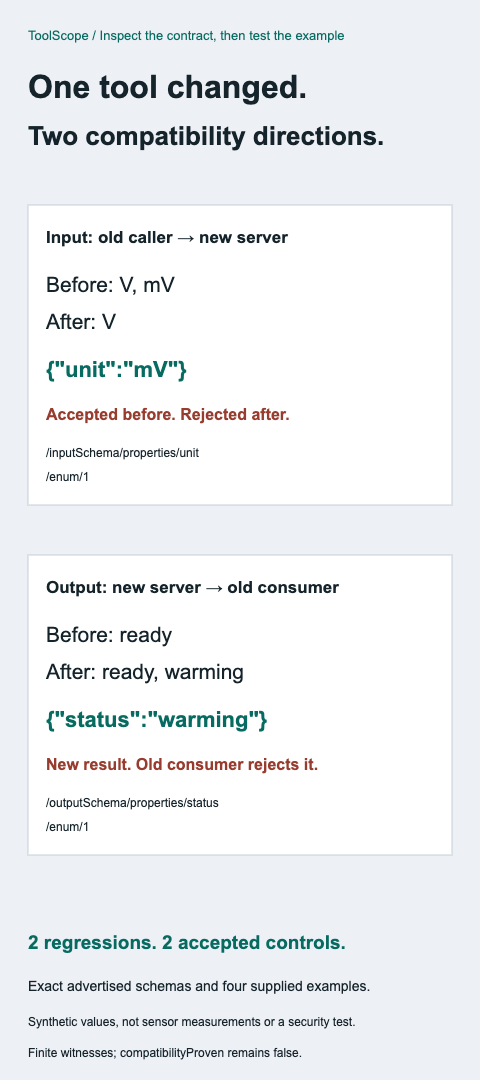 ToolScope / Inspect the contract, then test the example
One tool changed.
Two compatibility directions.
Input: old caller → new server
Before: V, mV
After: V
{"unit":"mV"}
Accepted before. Rejected after.
/inputSchema/properties/unit
/enum/1
Output: new server → old consumer
Before: ready
After: ready, warming
{"status":"warming"}
New result. Old consumer rejects it.
/outputSchema/properties/status
/enum/1
2 regressions. 2 accepted controls.
Exact advertised schemas and four supplied examples.
Synthetic values, not sensor measurements or a security test.
Finite witnesses; compatibilityProven remains false.